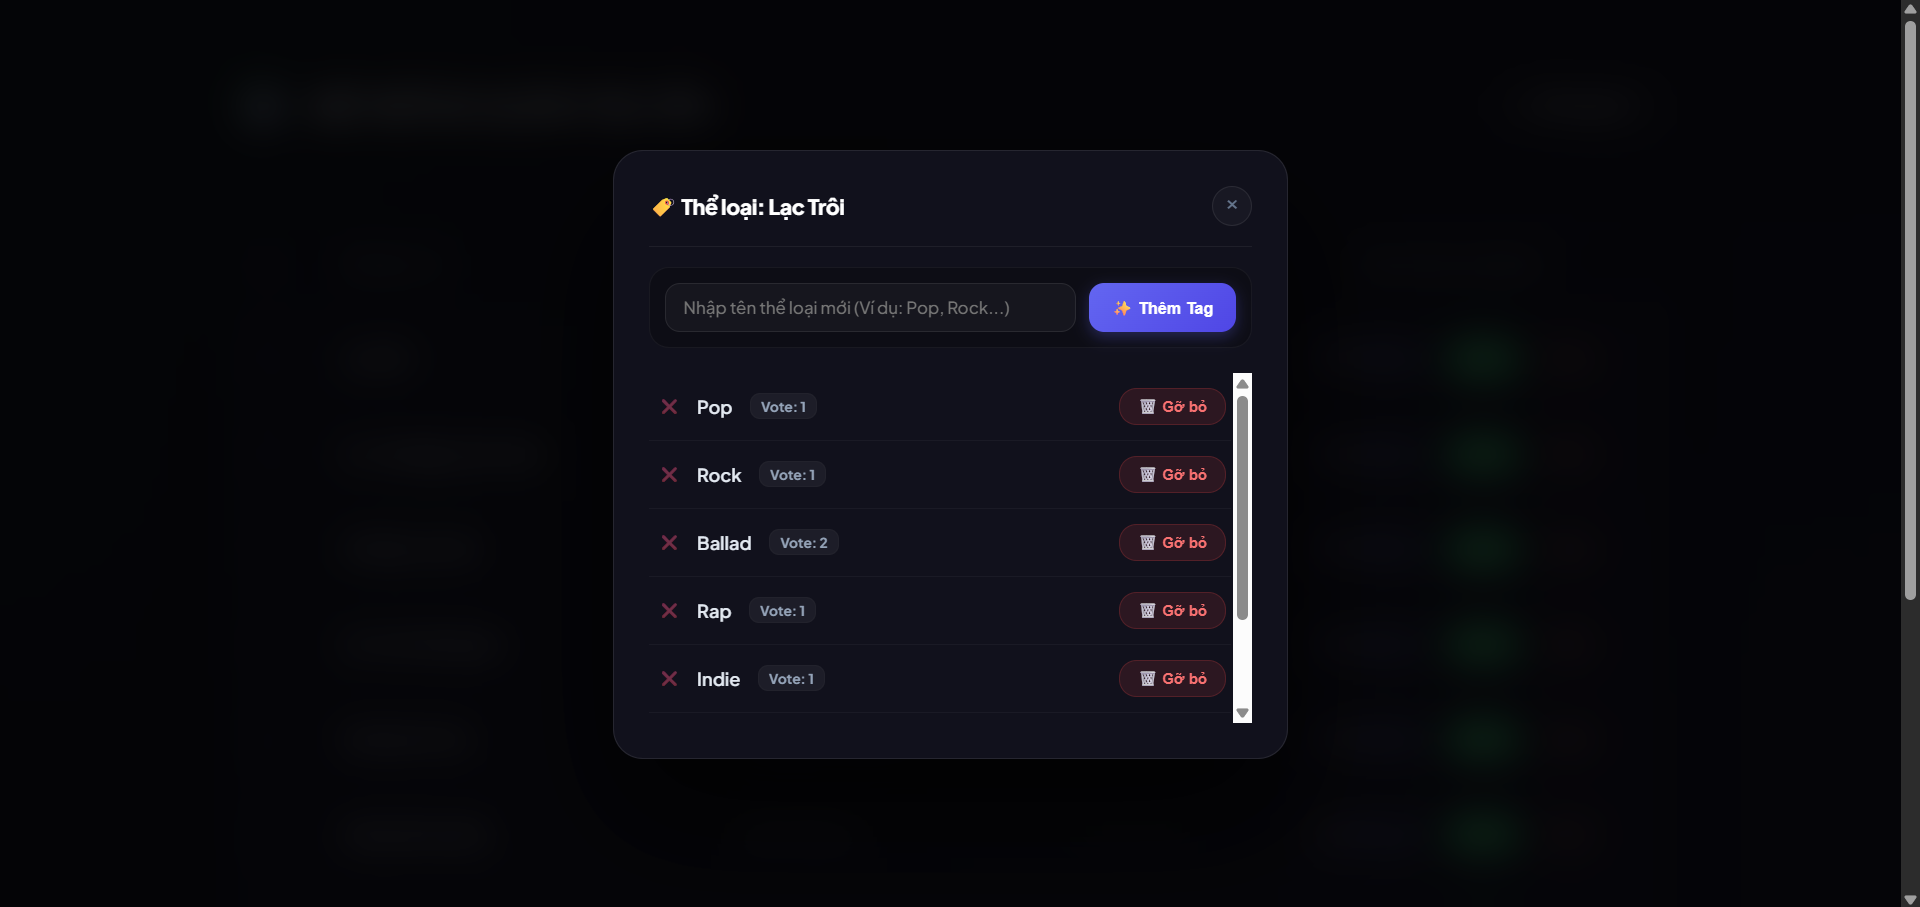 Thể loại: Lạc Trôi
Nhập tên thể loại mới (Ví dụ: Pop, Rock...)
✨ Thêm Tag
Pop Vote: 1 Gỡ bỏ
Rock Vote: 1 Gỡ bỏ
Ballad Vote: 2 Gỡ bỏ
Rap Vote: 1 Gỡ bỏ
Indie Vote: 1 Gỡ bỏ